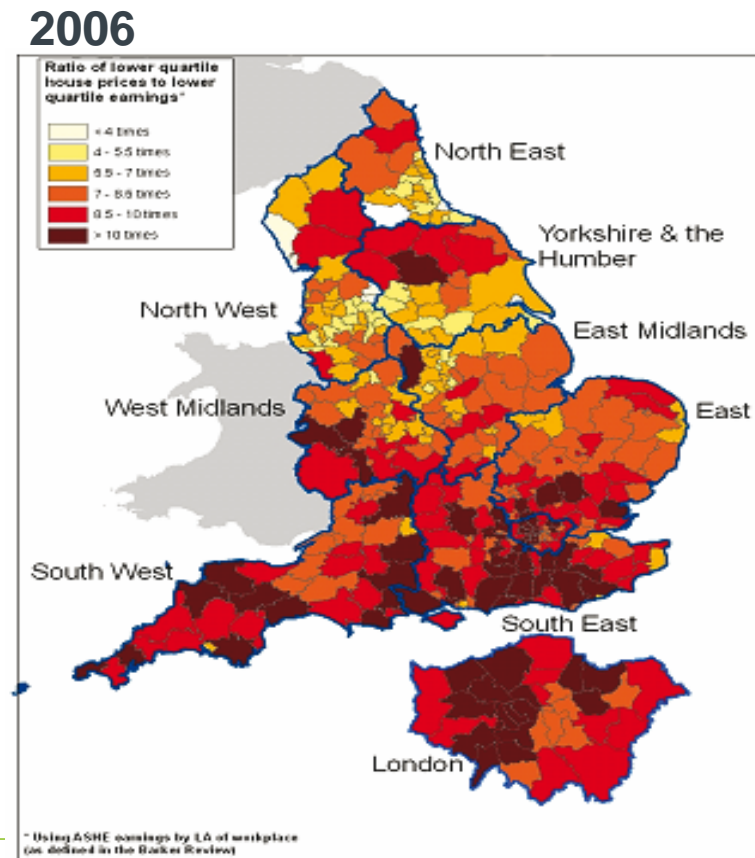 2006
Ratio of lower quartile
house prices to lower
quartile earnings*
< 4 times
4 - 5.5 times
5.5 - 7 times
7 - 8.5 times
8.5 - 10 times
> 10 times
North East
Yorkshire & the
Humber
North West
East Midlands
West Midlands
East
South West
South East
London
* Using ASHE earnings by LA of workplace
(as defined in the Barker Review)